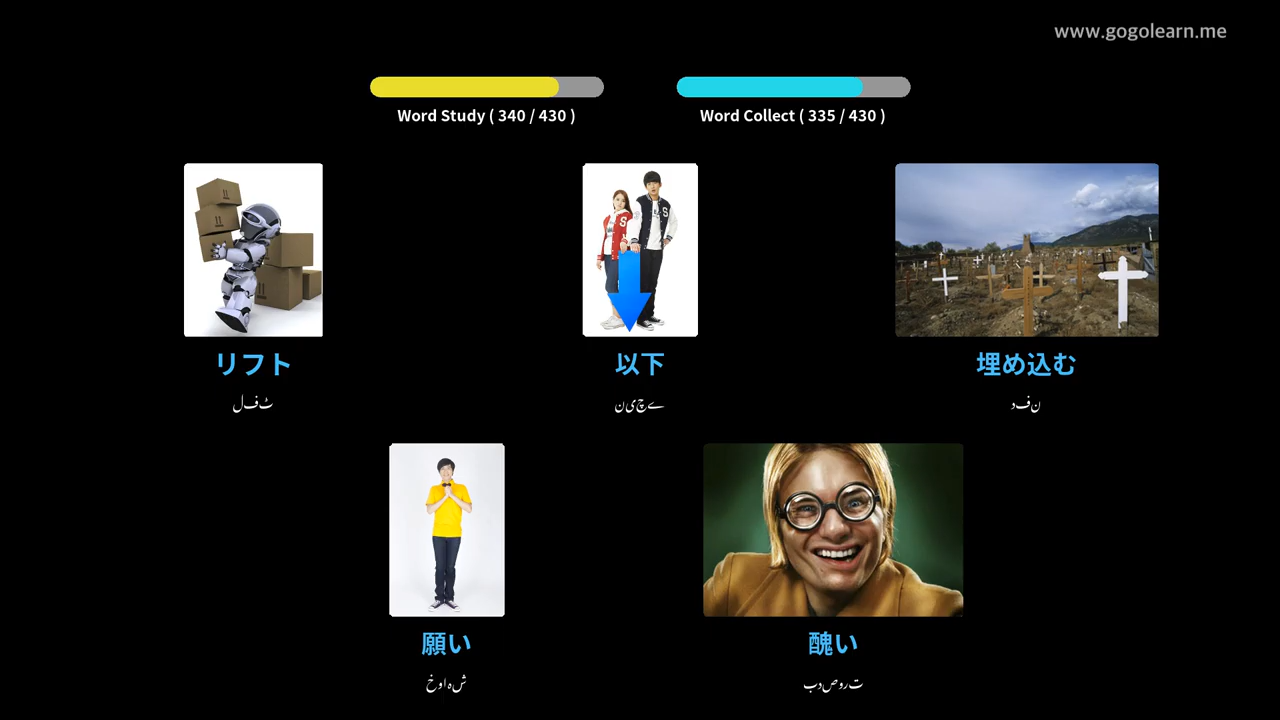 www.gogolearn.me
Word Study ( 340 / 430 )
Word Collect ( 335 / 430 )
リフト
لفٹ
以下
نیچے
埋め込む
دفن
願い
خواہش
醜い
بدصورت